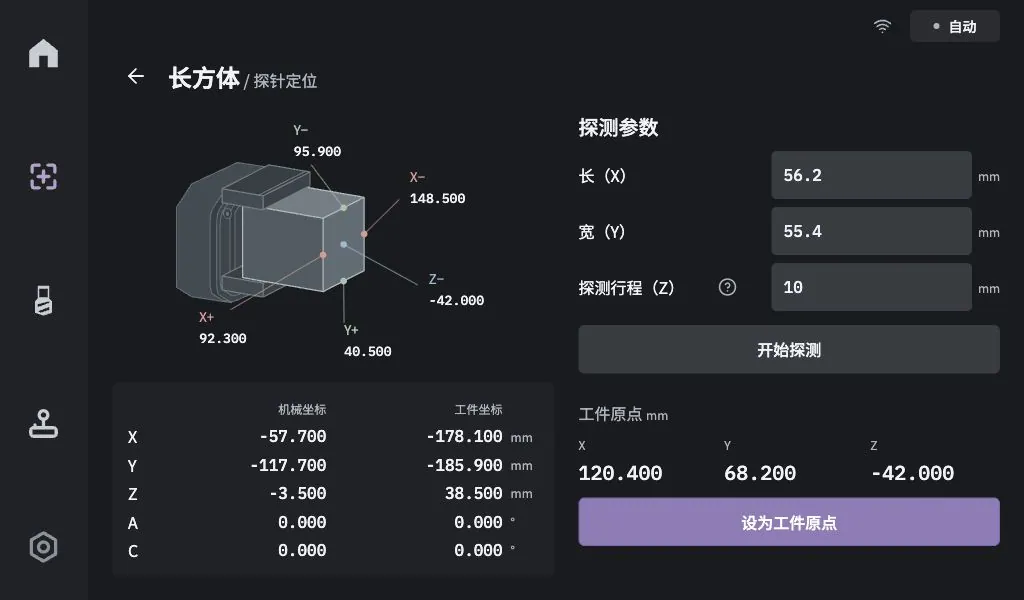 自动
长方体 / 探针定位
Y−
95.900
X−
148.500
Z−
-42.000
X+
92.300
Y+
40.500
机械坐标 工件坐标
X -57.700 -178.100 mm
Y -117.700 -185.900 mm
Z -3.500 38.500 mm
A 0.000 0.000 °
C 0.000 0.000 °
探测参数
长（X） 56.2 mm
宽（Y） 55.4 mm
探测行程（Z） ? 10 mm
开始探测
工件原点 mm
X Y Z
120.400 68.200 -42.000
设为工件原点